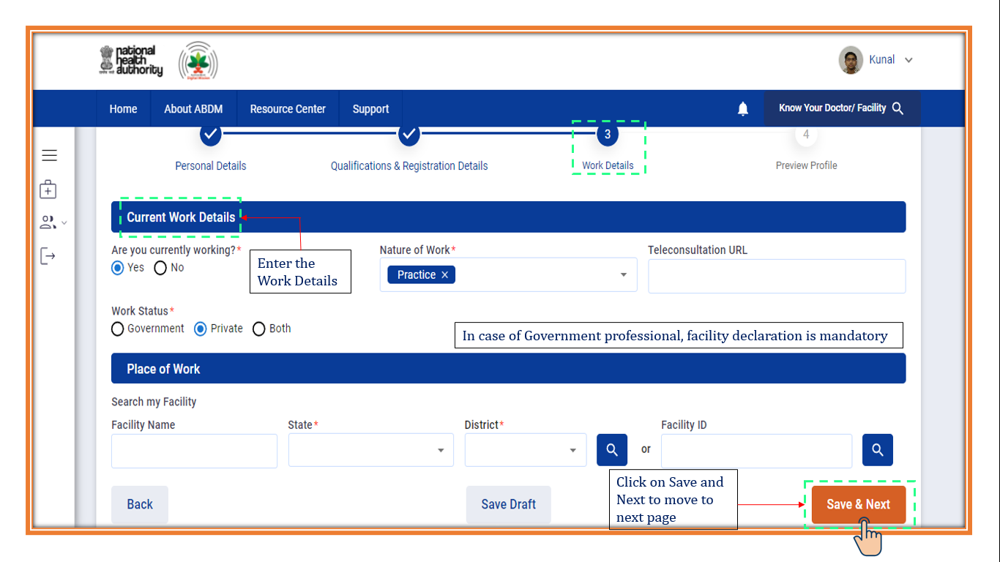 national
health
authority
Kunal
Home About ABDM Resource Center Support Know Your Doctor/ Facility
3 4
Personal Details Qualifications & Registration Details Work Details Preview Profile
Current Work Details
Are you currently working?* Nature of Work* Teleconsultation URL
Yes No
Enter the
Work Details
Practice ×
Work Status*
Government Private Both
In case of Government professional, facility declaration is mandatory
Place of Work
Search my Facility
Facility Name State* District* Facility ID
or
Click on Save and
Next to move to
next page
Back Save Draft Save & Next